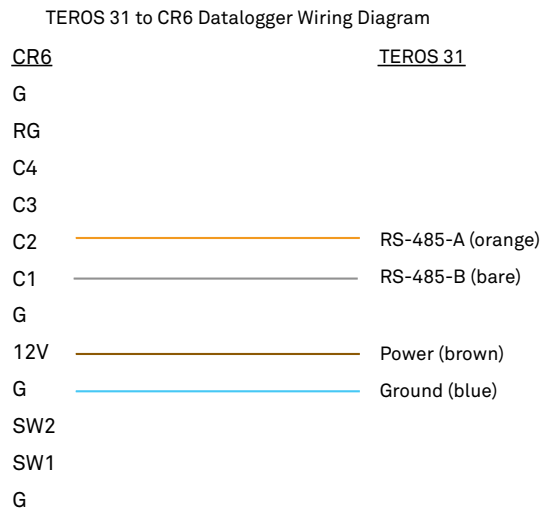 TEROS 31 to CR6 Datalogger Wiring Diagram
CR6 TEROS 31
G
RG
C4
C3
C2 RS-485-A (orange)
C1 RS-485-B (bare)
G
12V Power (brown)
G Ground (blue)
SW2
SW1
G